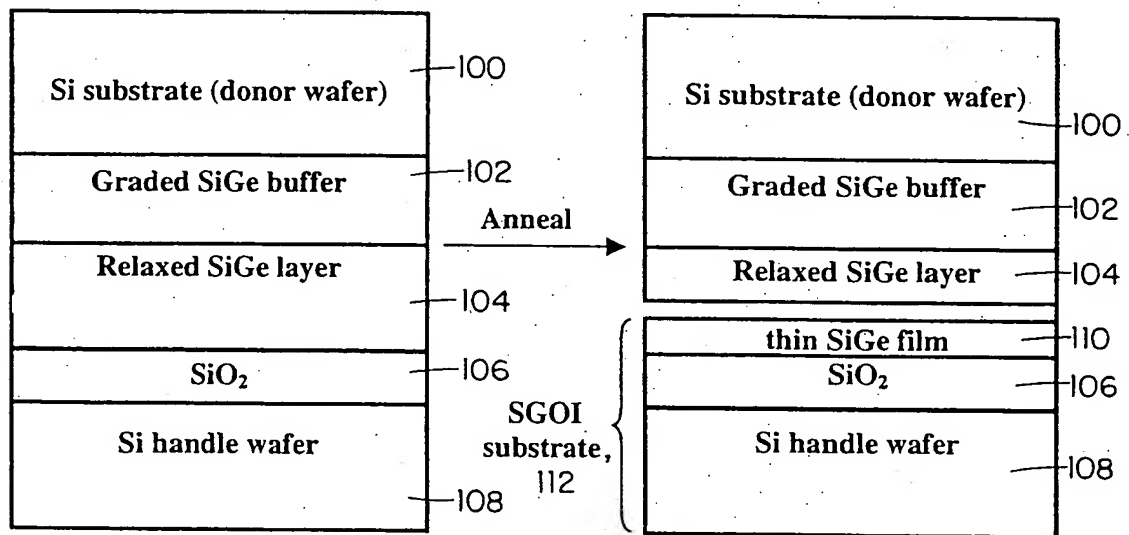 Si substrate (donor wafer)
100
Graded SiGe buffer
102
Relaxed SiGe layer
104
SiO₂
106
Si handle wafer
108
Anneal
Si substrate (donor wafer)
100
Graded SiGe buffer
102
Relaxed SiGe layer
104
thin SiGe film
110
SiO₂
106
Si handle wafer
108
SGOI
substrate,
112